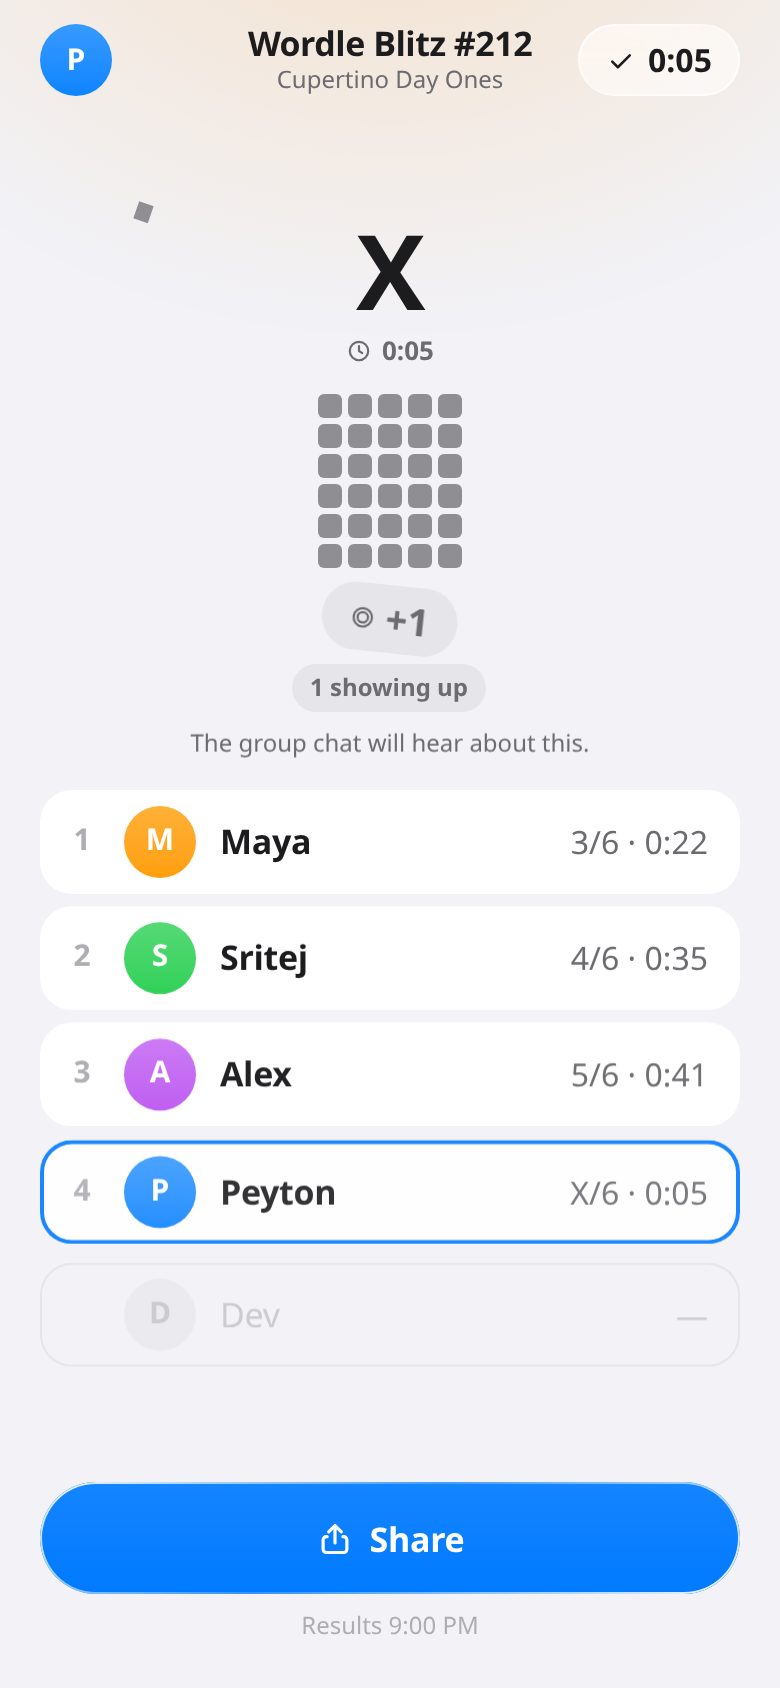 P
Wordle Blitz #212
Cupertino Day Ones
0:05
X
0:05
+1
1 showing up
The group chat will hear about this.
1 M Maya 3/6 · 0:22
2 S Sritej 4/6 · 0:35
3 A Alex 5/6 · 0:41
4 P Peyton X/6 · 0:05
D Dev —
Share
Results 9:00 PM